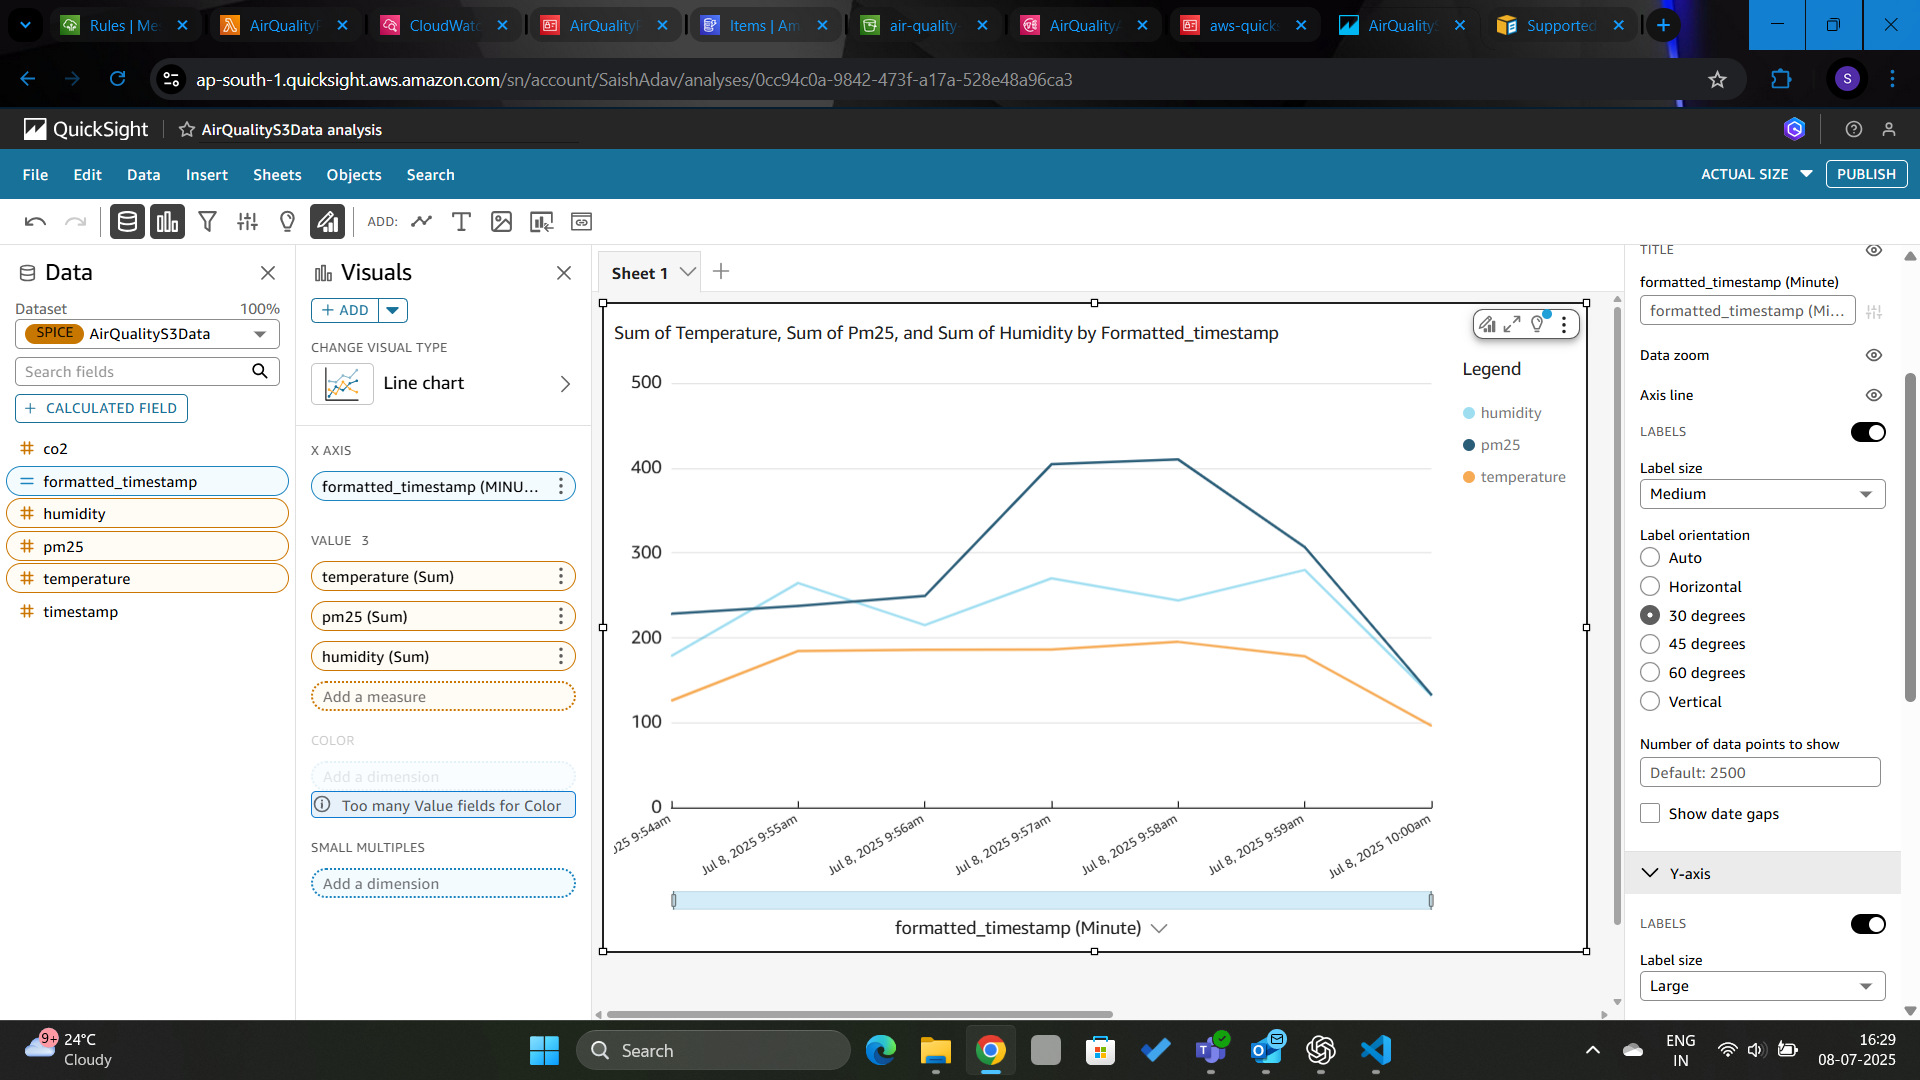 Rules | Me
AirQuality
CloudWat
AirQuality
Items | Am
air-quality
AirQuality
aws-quick
AirQuality
Supported
ap-south-1.quicksight.aws.amazon.com/sn/account/SaishAdav/analyses/0cc94c0a-9842-473f-a17a-528e48a96ca3
S
QuickSight
AirQualityS3Data analysis
File Edit Data Insert Sheets Objects Search
ACTUAL SIZE
PUBLISH
ADD:
Data
Dataset
100%
SPICE AirQualityS3Data
Search fields
+ CALCULATED FIELD
co2
formatted_timestamp
humidity
pm25
temperature
timestamp
Visuals
+ ADD
CHANGE VISUAL TYPE
Line chart
X AXIS
formatted_timestamp (MINU...
VALUE 3
temperature (Sum)
pm25 (Sum)
humidity (Sum)
Add a measure
COLOR
Add a dimension
Too many Value fields for Color
SMALL MULTIPLES
Add a dimension
Sheet 1
Sum of Temperature, Sum of Pm25, and Sum of Humidity by Formatted_timestamp
Legend
humidity
pm25
temperature
500
400
300
200
100
0
025 9:54am
Jul 8, 2025 9:55am
Jul 8, 2025 9:56am
Jul 8, 2025 9:57am
Jul 8, 2025 9:58am
Jul 8, 2025 9:59am
Jul 8, 2025 10:00am
formatted_timestamp (Minute)
TITLE
formatted_timestamp (Minute)
formatted_timestamp (Mi...
Data zoom
Axis line
LABELS
Label size
Medium
Label orientation
Auto
Horizontal
30 degrees
45 degrees
60 degrees
Vertical
Number of data points to show
Default: 2500
Show date gaps
Y-axis
LABELS
Label size
Large
9+
24°C
Cloudy
Search
ENG
IN
16:29
08-07-2025